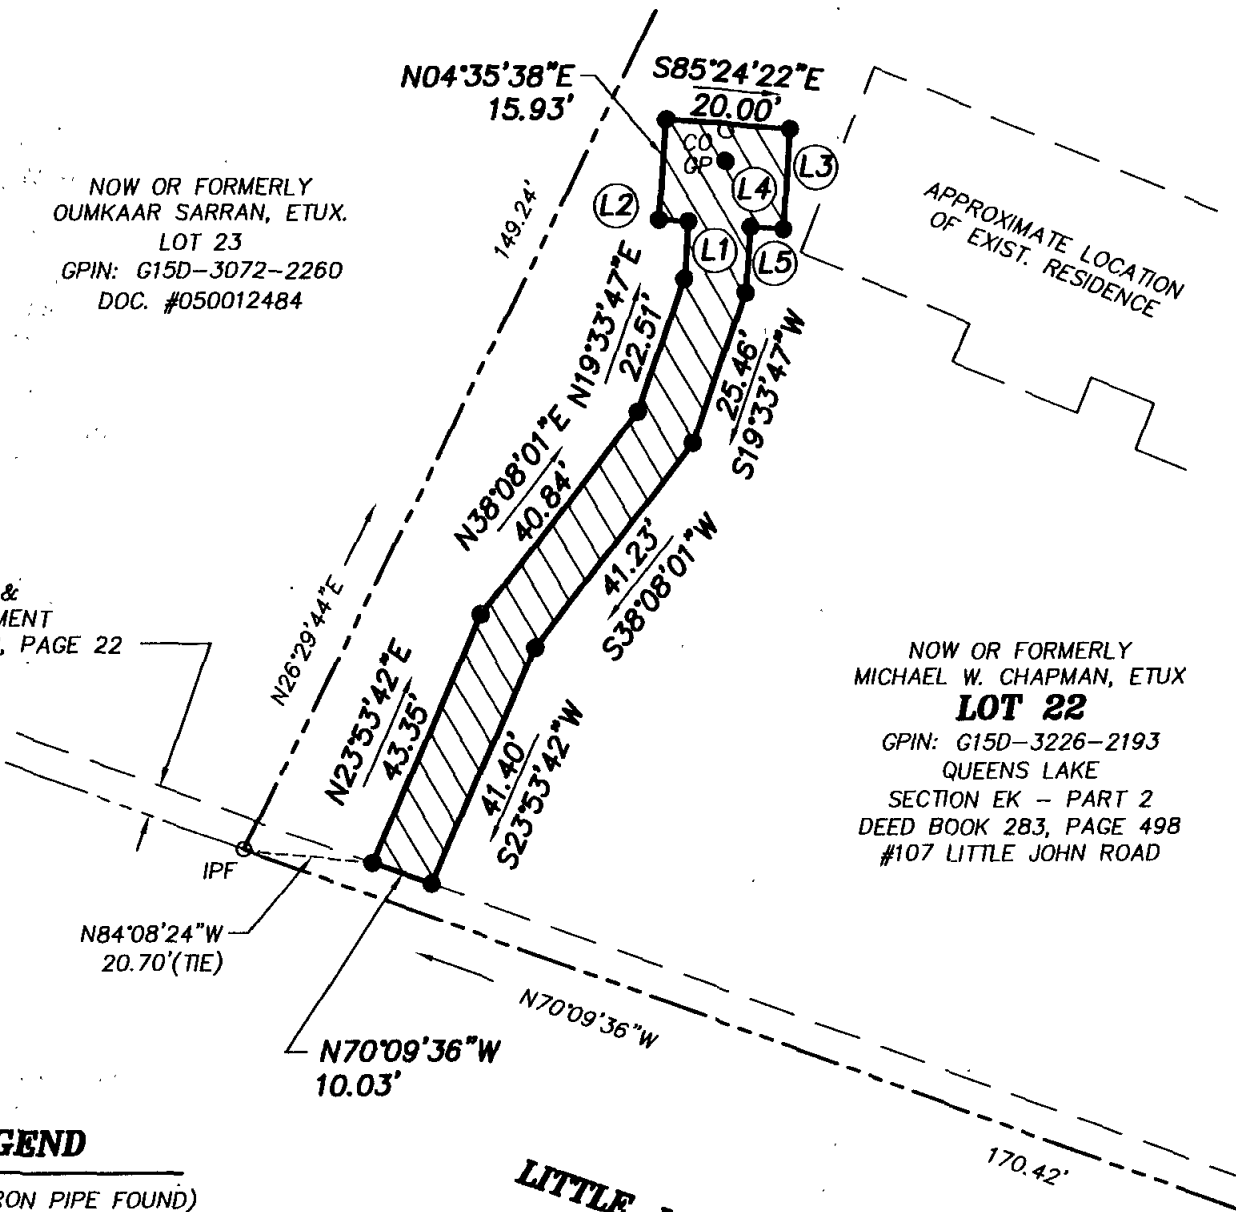 N04°35'38"E
15.93'
S85°24'22"E
20.00'
CO
GP
L3
L4
L2
L1
L5
NOW OR FORMERLY
OUMKAAR SARRAN, ETUX.
LOT 23
GPIN: G15D-3072-2260
DOC. #050012484
149.24'
APPROXIMATE LOCATION
OF EXIST. RESIDENCE
N19°33'47"E
22.51'
25.46'
S19°33'47"W
N38°08'01"E
40.84'
41.23'
S38°08'01"W
&
MENT
, PAGE 22
N26°29'44"E
N23°53'42"E
43.35'
41.40'
S23°53'42"W
NOW OR FORMERLY
MICHAEL W. CHAPMAN, ETUX
LOT 22
GPIN: G15D-3226-2193
QUEENS LAKE
SECTION EK - PART 2
DEED BOOK 283, PAGE 498
#107 LITTLE JOHN ROAD
IPF
N84°08'24"W
20.70'(TIE)
N70°09'36"W
N70°09'36"W
10.03'
170.42'
GEND
RON PIPE FOUND)
LITTLE